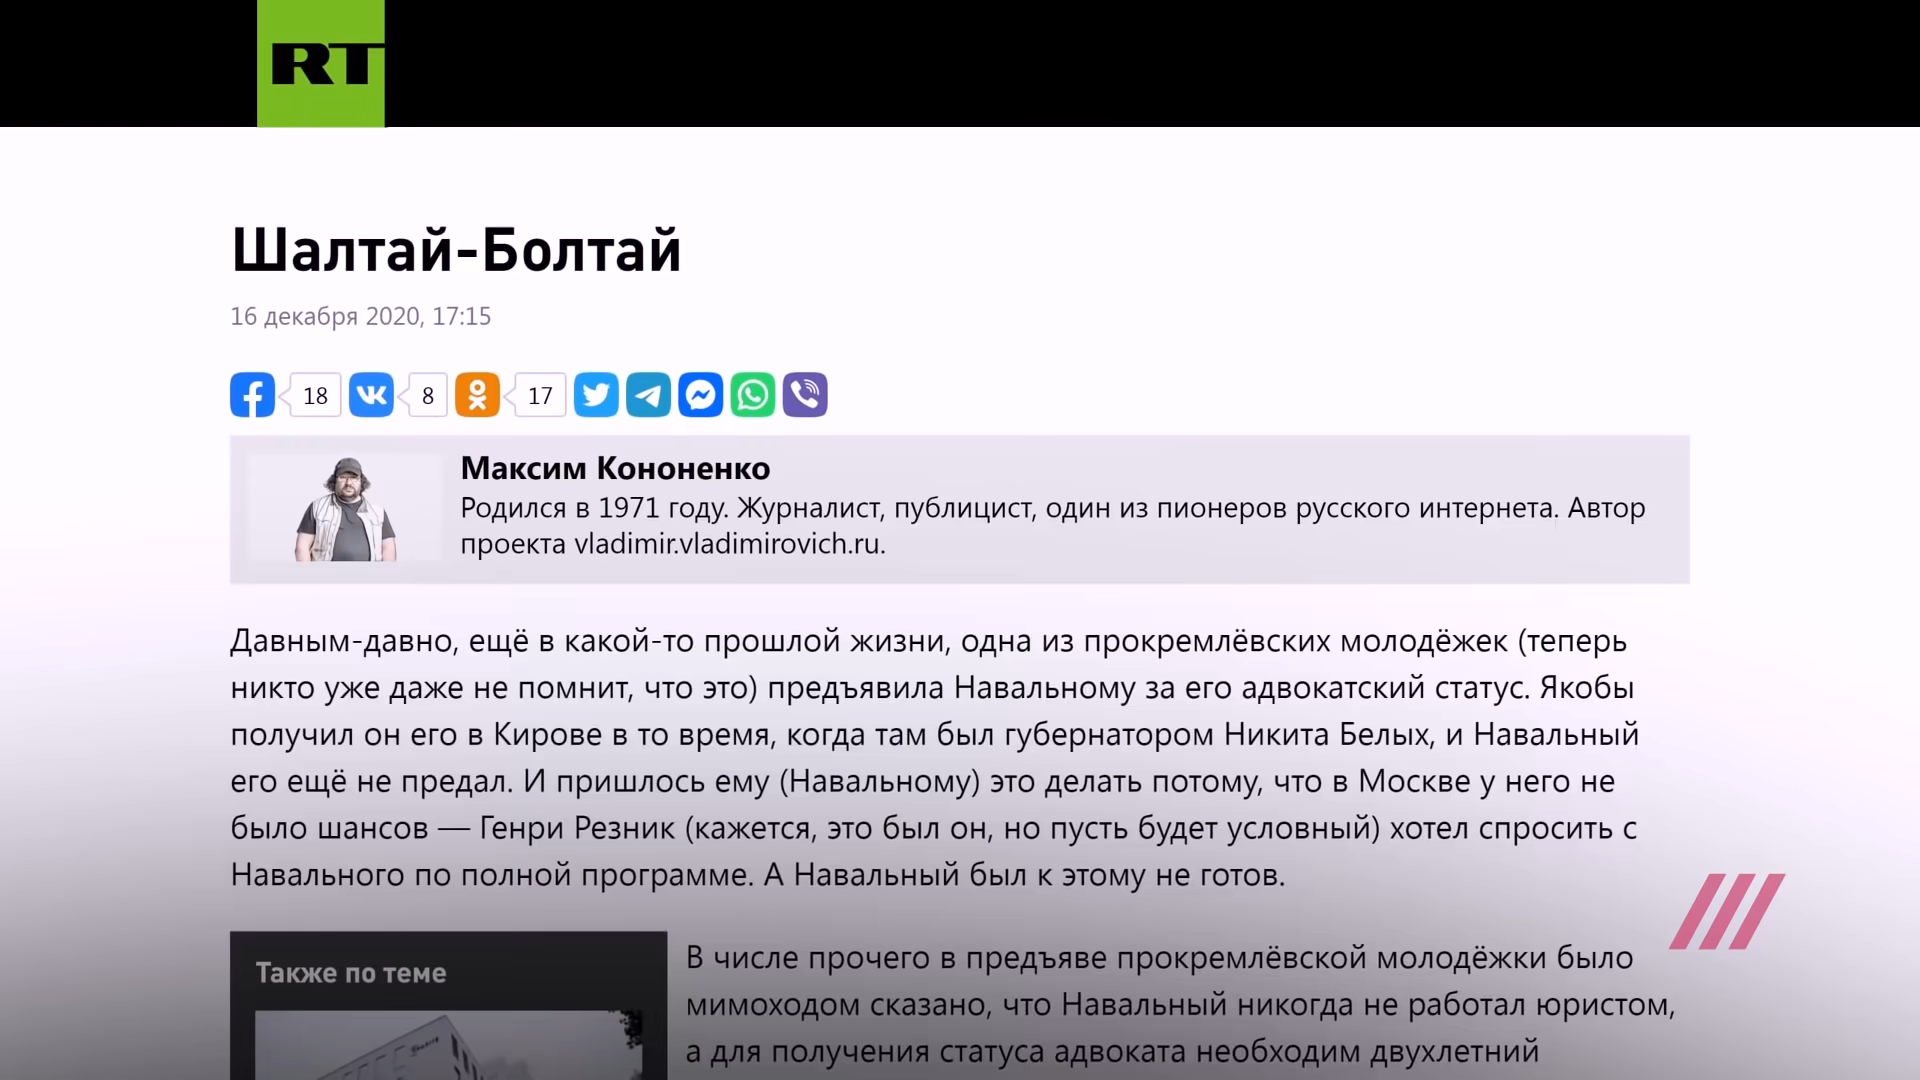 RT
Шалтай-Болтай
16 декабря 2020, 17:15
18 8 17
Максим Кононенко
Родился в 1971 году. Журналист, публицист, один из пионеров русского интернета. Автор
проекта vladimir.vladimirovich.ru.
Давным-давно, ещё в какой-то прошлой жизни, одна из прокремлёвских молодёжек (теперь
никто уже даже не помнит, что это) предъявила Навальному за его адвокатский статус. Якобы
получил он его в Кирове в то время, когда там был губернатором Никита Белых, и Навальный
его ещё не предал. И пришлось ему (Навальному) это делать потому, что в Москве у него не
было шансов — Генри Резник (кажется, это был он, но пусть будет условный) хотел спросить с
Навального по полной программе. А Навальный был к этому не готов.
Также по теме
В числе прочего в предъяве прокремлёвской молодёжки было
мимоходом сказано, что Навальный никогда не работал юристом,
а для получения статуса адвоката необходим двухлетний